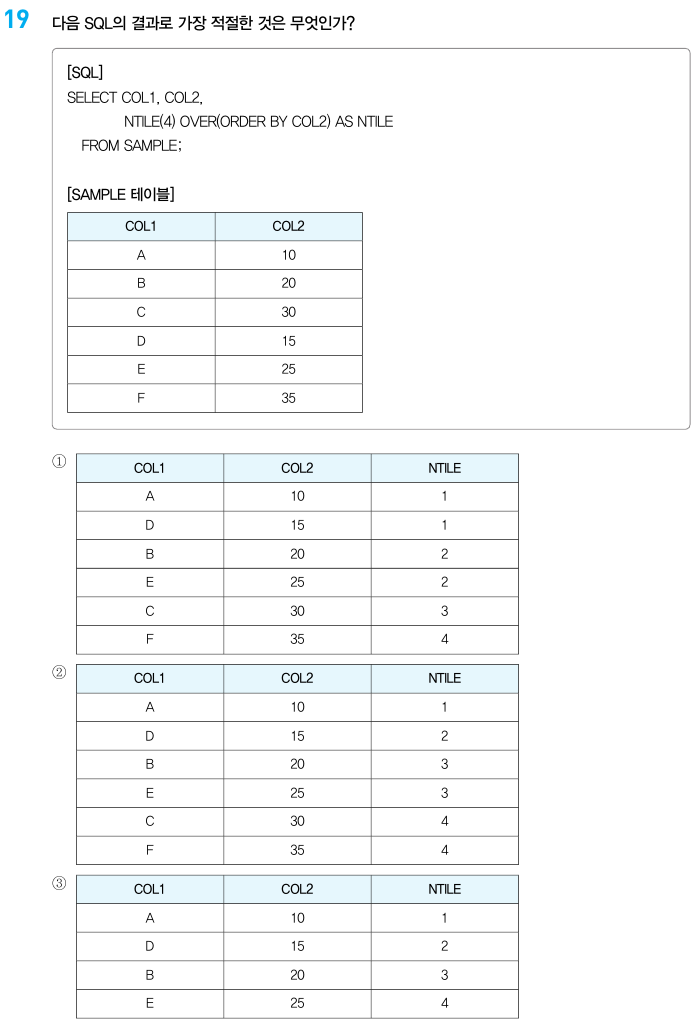 19 다음 SQL의 결과로 가장 적절한 것은 무엇인가?
[SQL]
SELECT COL1, COL2,
NTILE(4) OVER(ORDER BY COL2) AS NTILE
FROM SAMPLE;
[SAMPLE 테이블]
COL1 COL2
A 10
B 20
C 30
D 15
E 25
F 35
①
COL1 COL2 NTILE
A 10 1
D 15 1
B 20 2
E 25 2
C 30 3
F 35 4
②
COL1 COL2 NTILE
A 10 1
D 15 2
B 20 3
E 25 3
C 30 4
F 35 4
③
COL1 COL2 NTILE
A 10 1
D 15 2
B 20 3
E 25 4